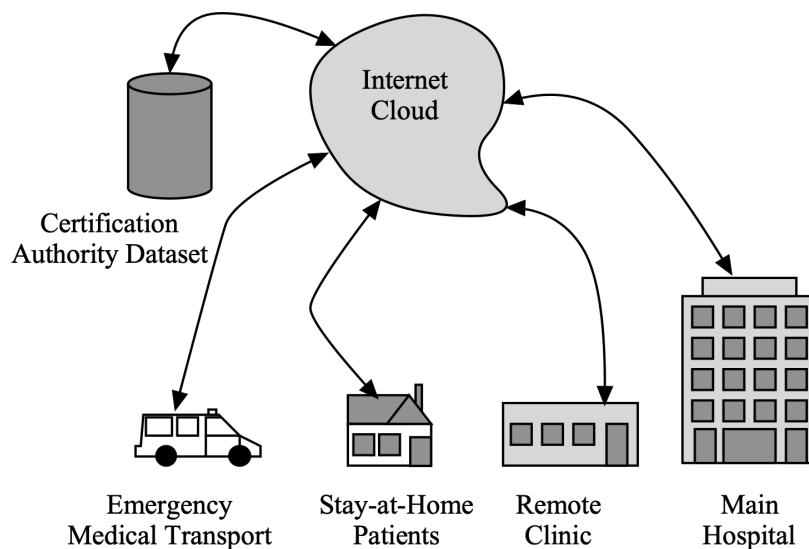 Internet
Cloud
Certification
Authority Dataset
Emergency
Medical Transport
Stay-at-Home
Patients
Remote
Clinic
Main
Hospital